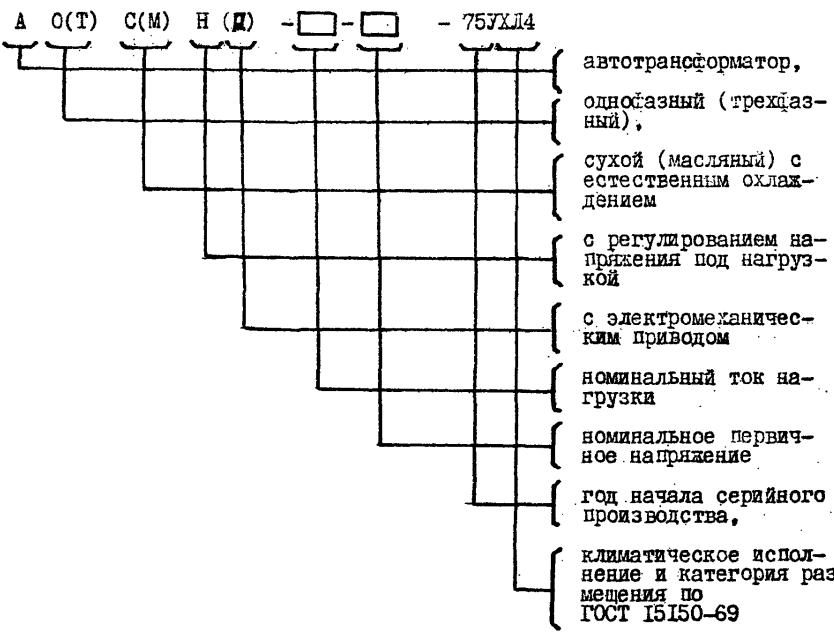 А О(Т) С(М) Н (Д) - - - 75УХЛ4
автотрансформатор,
однофазный (трехфаз-
ный),
сухой (масляный) с
естественным охлаж-
дением
с регулированием на-
пряжения под нагруз-
кой
с электромеханичес-
ким приводом
номинальный ток на-
грузки
номинальное первич-
ное напряжение
год начала серийного
производства,
климатическое испол-
нение и категория раз
мещения по
ГОСТ I5I50-69